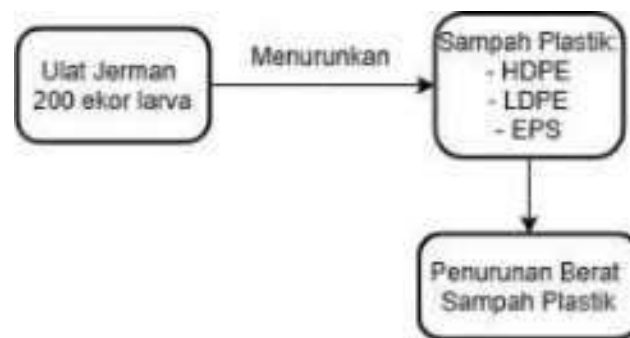 Ulat Jerman
200 ekor larva
Menurunkan
Sampah Plastik:
- HDPE
- LDPE
- EPS
Penurunan Berat
Sampah Plastik